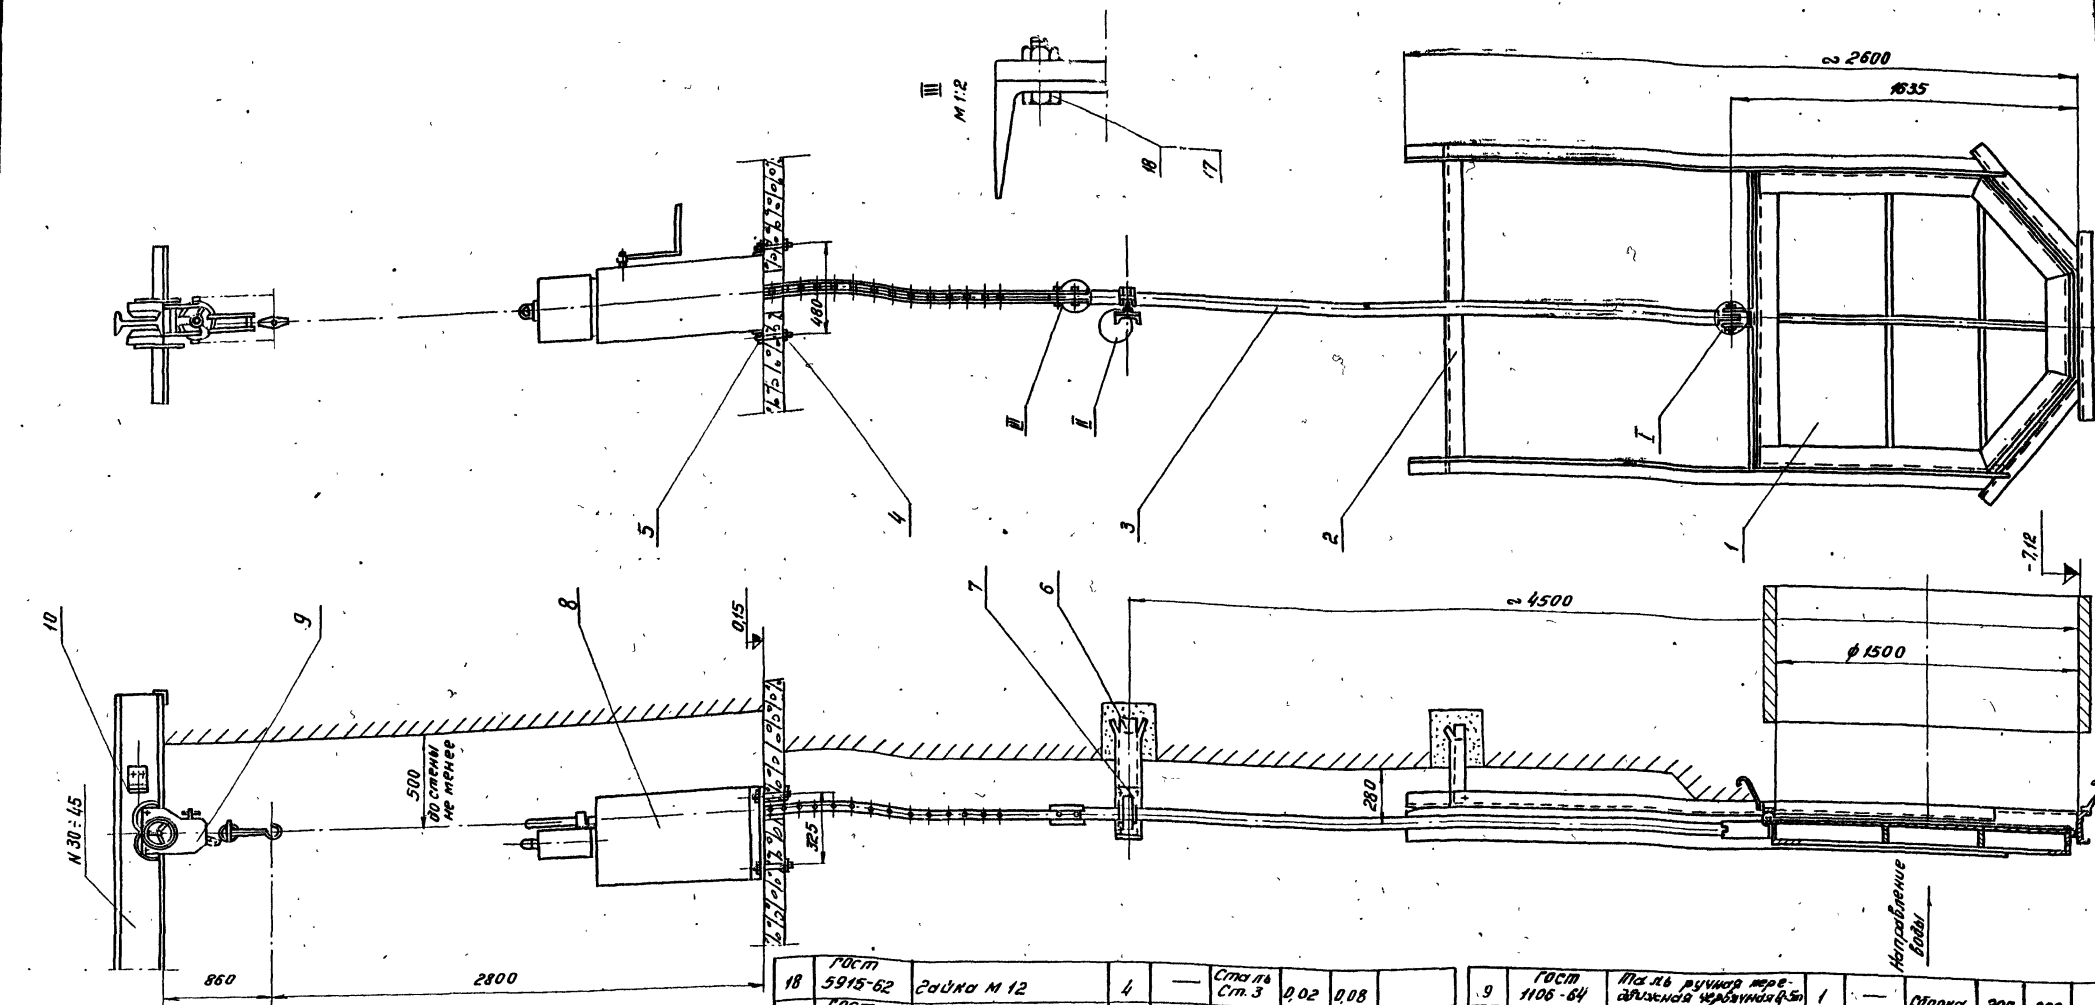 ≈ 2600
1635
III
М 1:2
18
17
480
III
II
I
5
4
3
2
1
-7,12
10
9
8
0,15
7
6
≈ 4500
ϕ 1500
N 30 ÷ 45
500
до стены
не менее
325
280
Направление
воды
860
2800
18 ГОСТ 5915-62 Гайка М 12 4 — Сталь Ст. 3 0,02 0,08
9 ГОСТ 1106-64 Таль ручная пере-
движная червячная 1 —